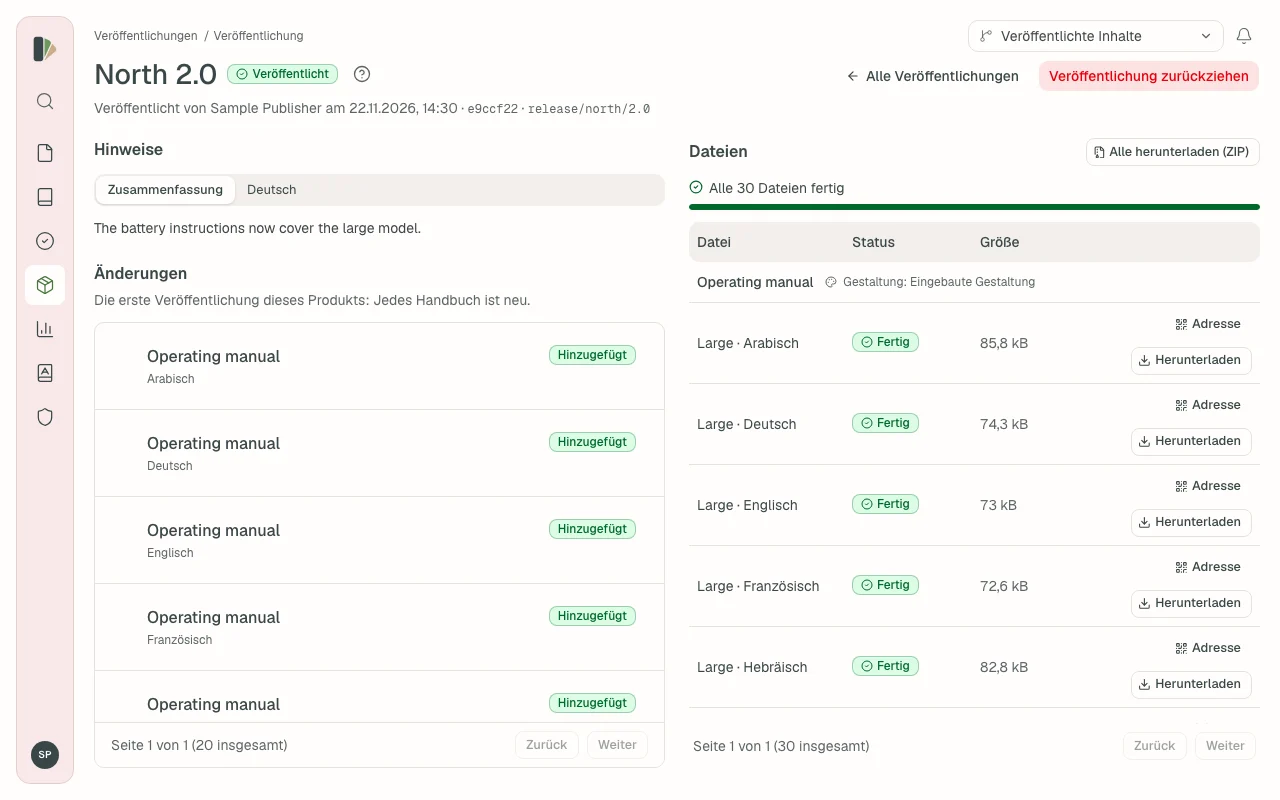 Veröffentlichungen / Veröffentlichung
Veröffentlichte Inhalte
North 2.0
Veröffentlicht
Alle Veröffentlichungen
Veröffentlichung zurückziehen
Veröffentlicht von Sample Publisher am 22.11.2026, 14:30 · e9ccf22 · release/north/2.0
Hinweise
Zusammenfassung
Deutsch
The battery instructions now cover the large model.
Änderungen
Die erste Veröffentlichung dieses Produkts: Jedes Handbuch ist neu.
Operating manual
Hinzugefügt
Arabisch
Operating manual
Hinzugefügt
Deutsch
Operating manual
Hinzugefügt
Englisch
Operating manual
Hinzugefügt
Französisch
Operating manual
Hinzugefügt
Seite 1 von 1 (20 insgesamt)
Zurück
Weiter
Dateien
Alle herunterladen (ZIP)
Alle 30 Dateien fertig
Datei Status Größe
Operating manual Gestaltung: Eingebaute Gestaltung
Adresse
Large · Arabisch Fertig 85,8 kB
Herunterladen
Adresse
Large · Deutsch Fertig 74,3 kB
Herunterladen
Adresse
Large · Englisch Fertig 73 kB
Herunterladen
Adresse
Large · Französisch Fertig 72,6 kB
Herunterladen
Adresse
Large · Hebräisch Fertig 82,8 kB
Herunterladen
Seite 1 von 1 (30 insgesamt)
Zurück
Weiter
SP